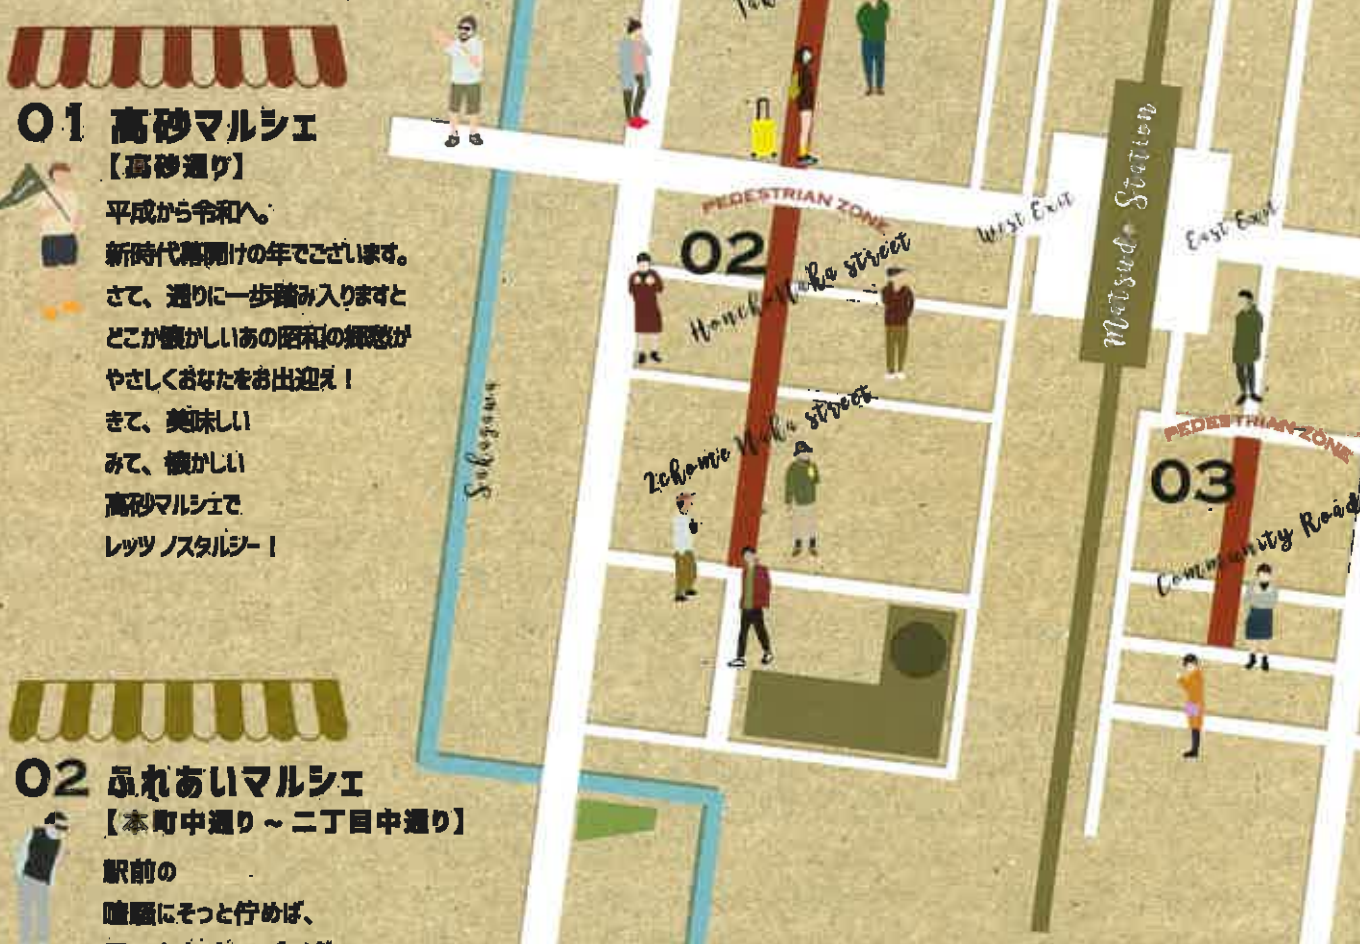 01 高砂マルシェ
【高砂通り】
平成から令和へ。
新時代幕開けの年でございます。
さて、通りに一歩踏み入りますと
どこか懐かしいあの昭和の郷愁が
やさしくあなたをお出迎え！
きて、美味しい
みて、懐かしい
高砂マルシェで
レッツ ノスタルジー！
02 ふれあいマルシェ
【本町中通り～二丁目中通り】
駅前の
喧騒にそっと佇めば、
PEDESTRIAN ZONE
02
Honch Naka street
2chome Naka street
Sakagawa
West Exit
Matsudo Station
East Exit
PEDESTRIAN ZONE
03
Community Road